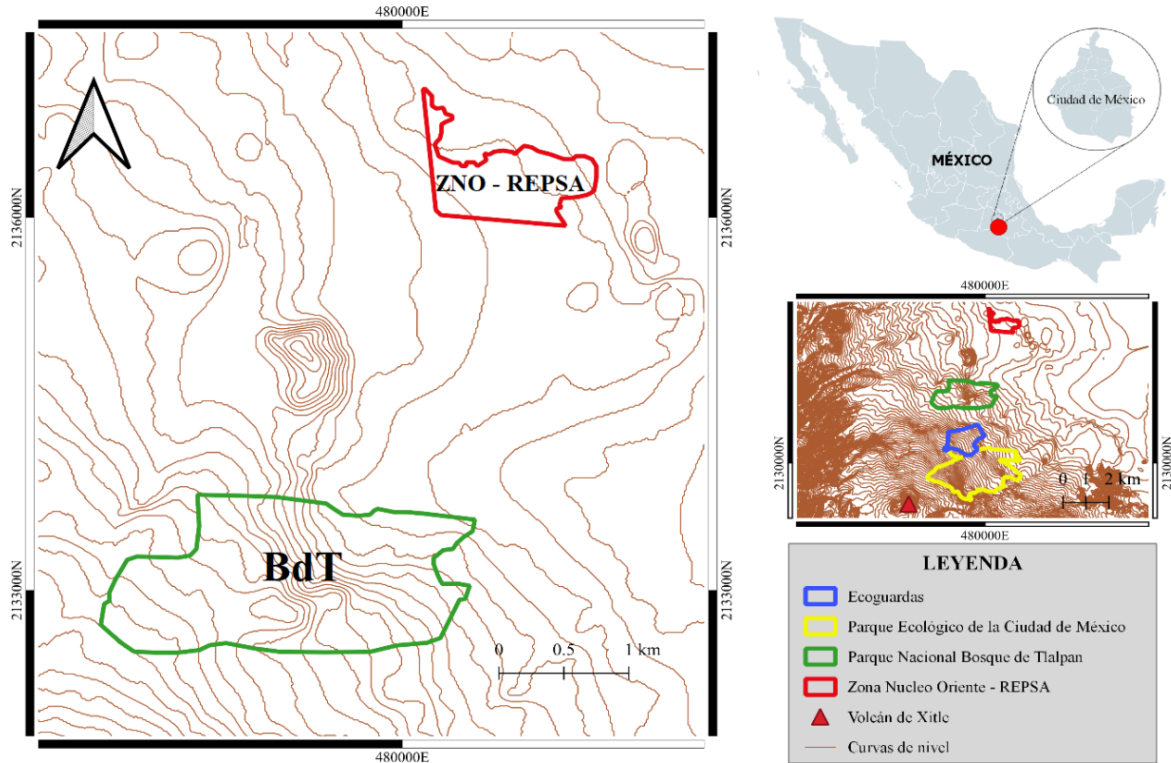 480000E
2136000N
2136000N
ZNO - REPSA
BdT
2133000N
2133000N
0 0.5 1 km
480000E
MÉXICO
Ciudad de México
480000E
2130000N
2130000N
0 1 2 km
480000E
LEYENDA
Ecoguardas
Parque Ecológico de la Ciudad de México
Parque Nacional Bosque de Tlalpan
Zona Nucleo Oriente - REPSA
Volcán de Xitle
Curvas de nivel